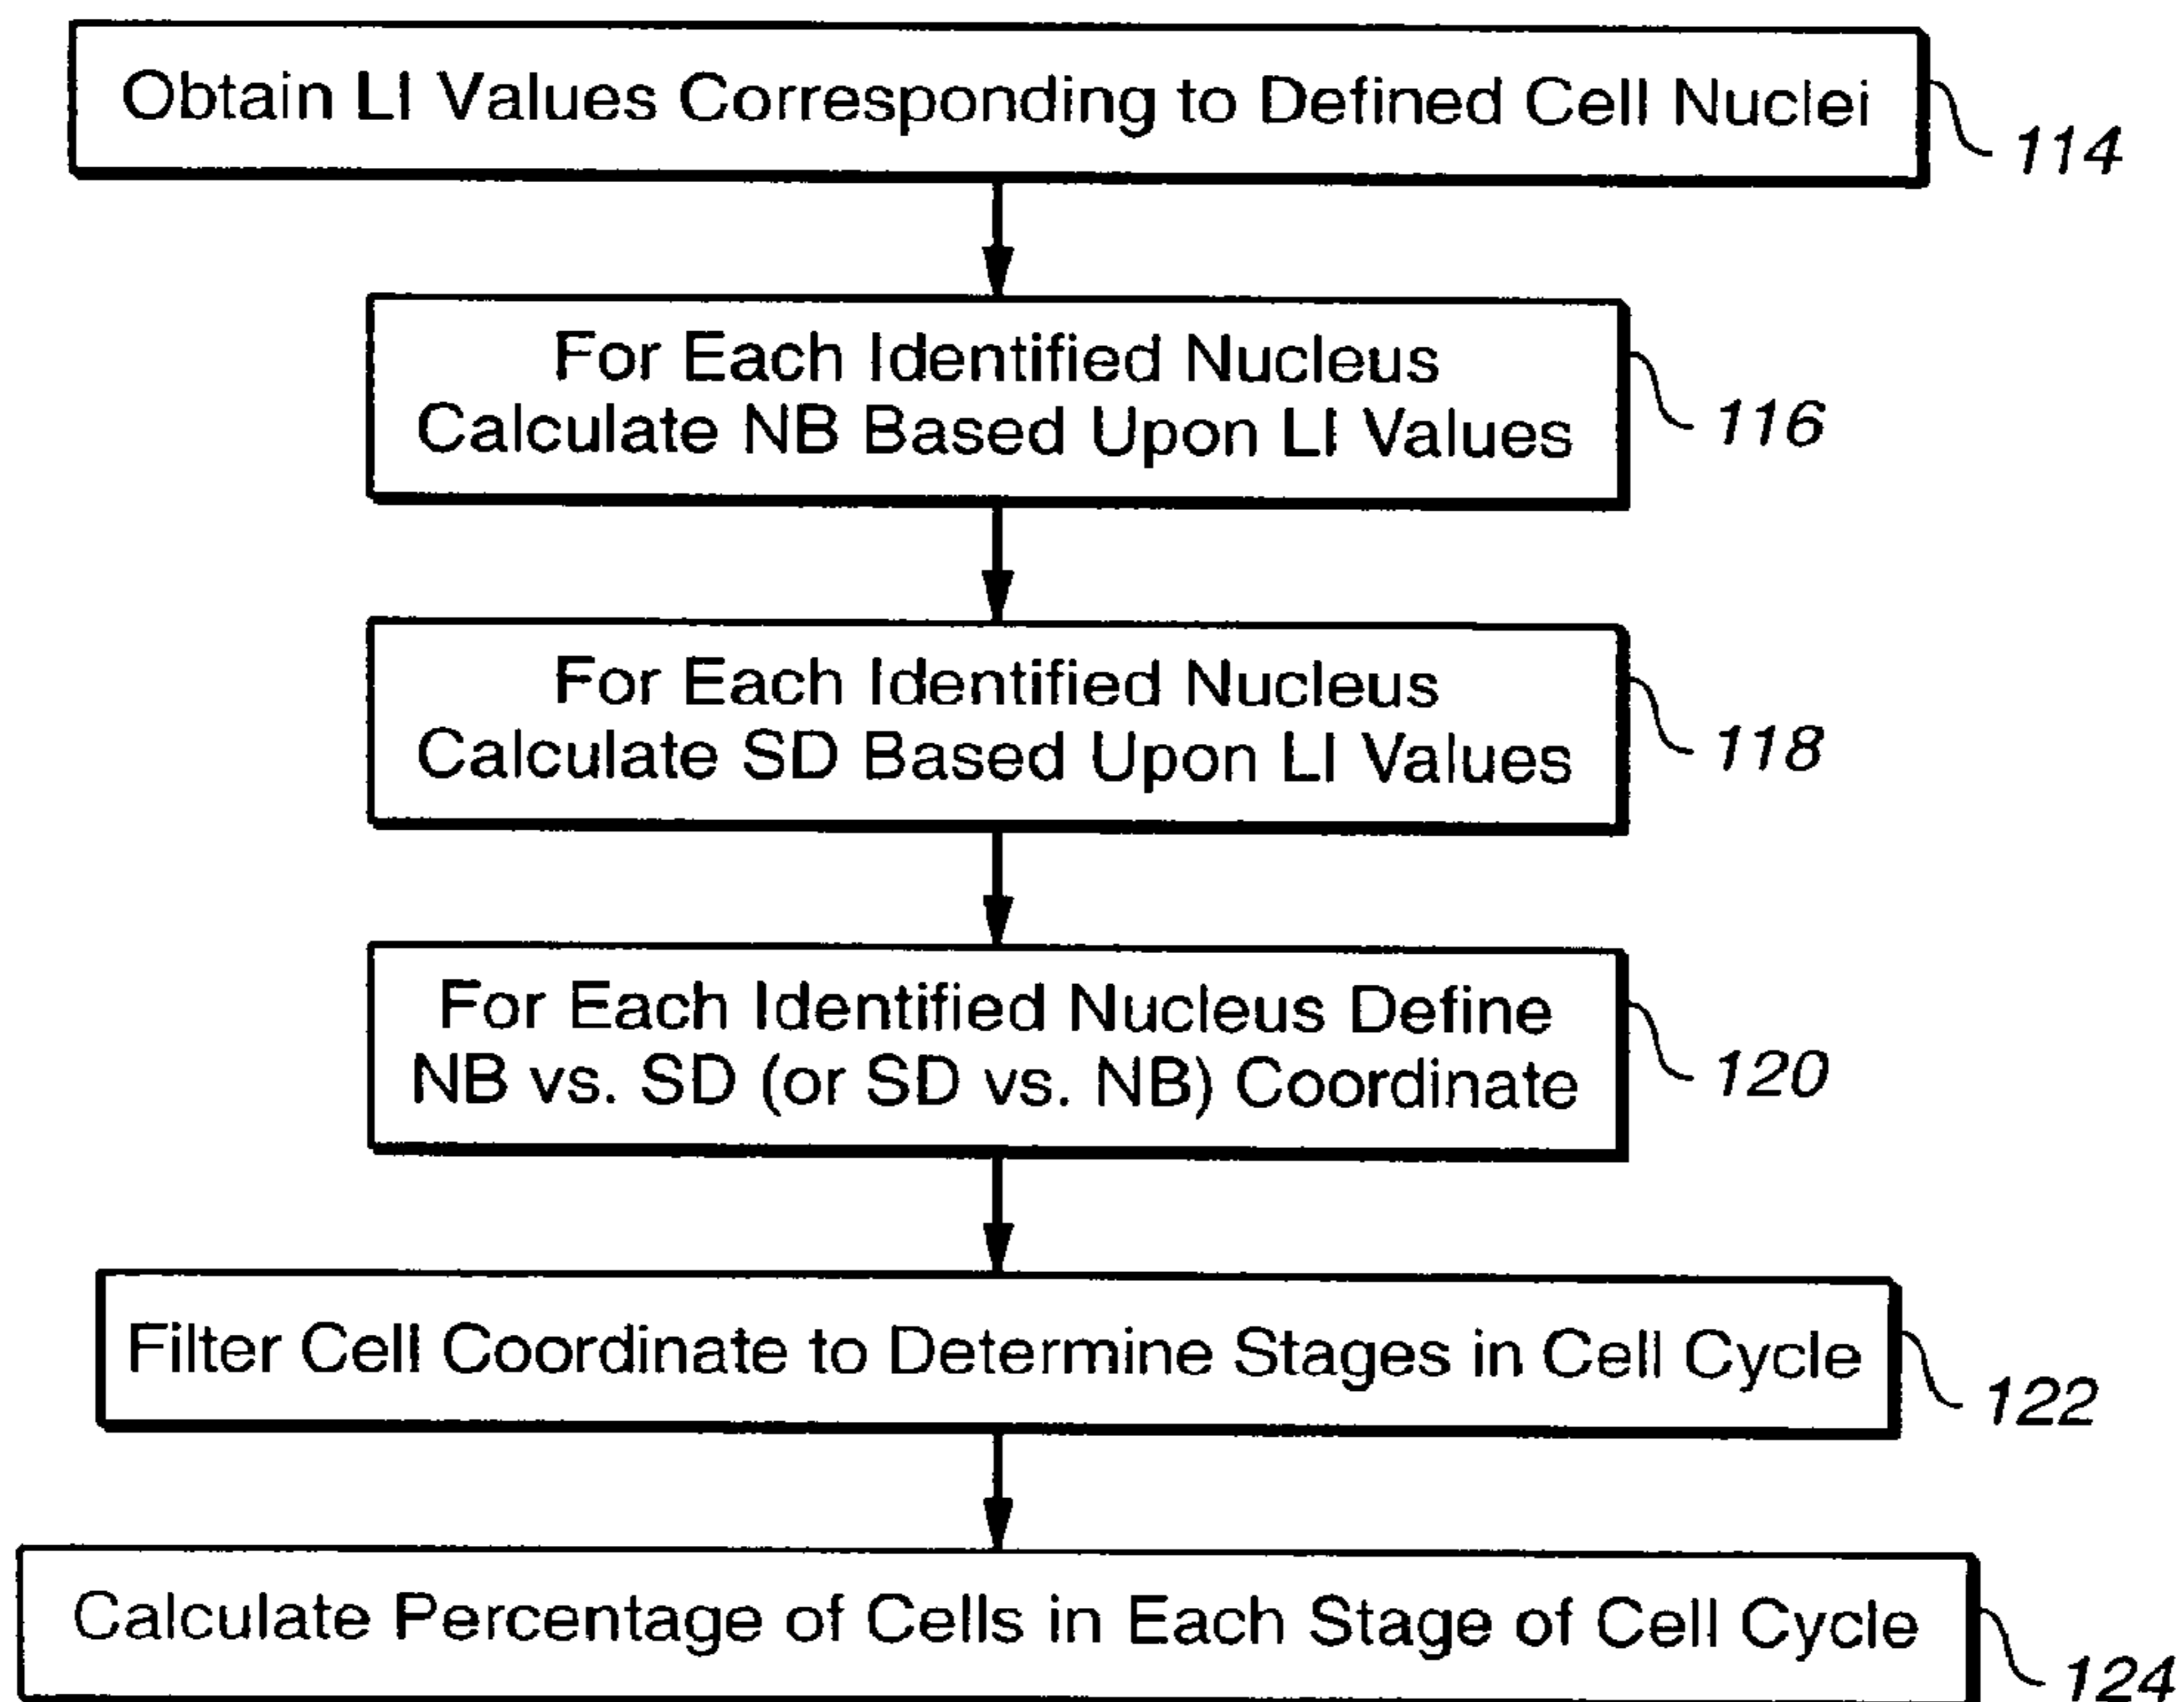 Obtain LI Values Corresponding to Defined Cell Nuclei
114
For Each Identified Nucleus
Calculate NB Based Upon LI Values
116
For Each Identified Nucleus
Calculate SD Based Upon LI Values
118
For Each Identified Nucleus Define
NB vs. SD (or SD vs. NB) Coordinate
120
Filter Cell Coordinate to Determine Stages in Cell Cycle
122
Calculate Percentage of Cells in Each Stage of Cell Cycle
124